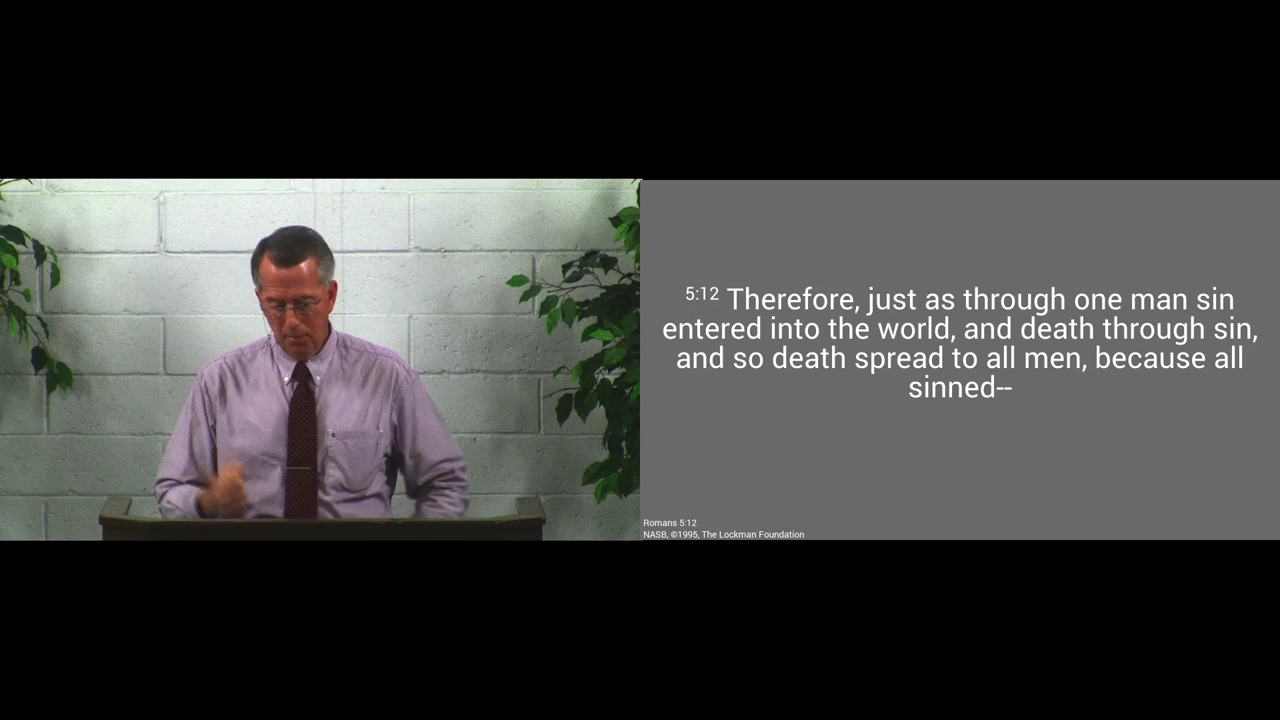 5:12 Therefore, just as through one man sin
entered into the world, and death through sin,
and so death spread to all men, because all
sinned--
Romans 5:12
NASB, ©1995, The Lockman Foundation